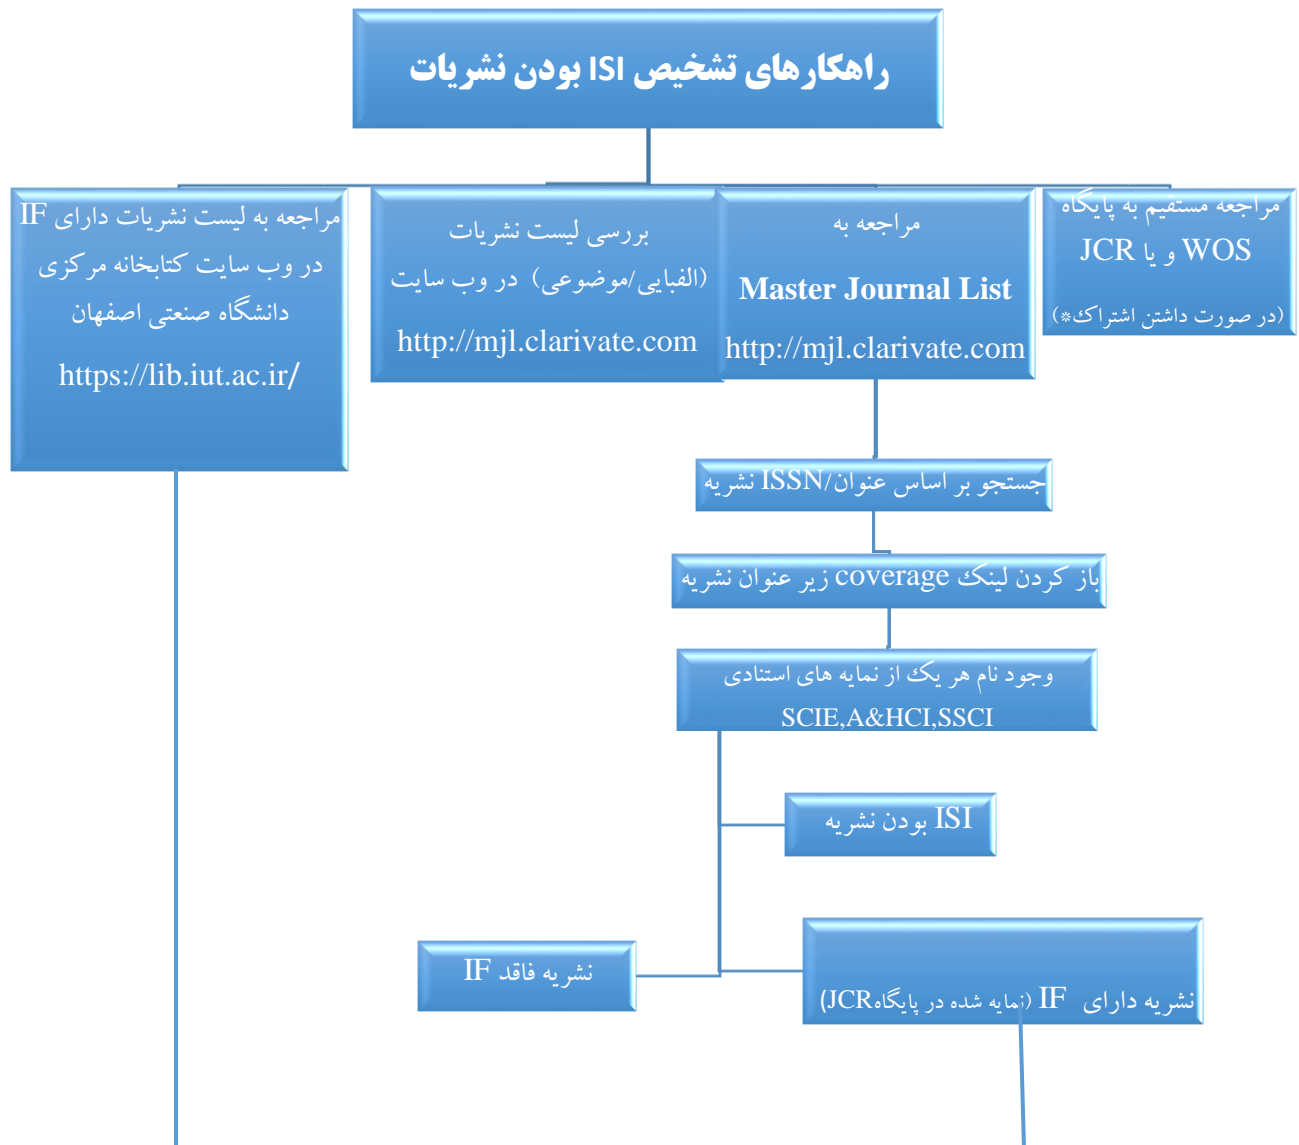 راهکارهای تشخیص ISI بودن نشریات
مراجعه مستقیم به پایگاه
WOS و یا JCR
(در صورت داشتن اشتراک*)
مراجعه به
Master Journal List
http://mjl.clarivate.com
بررسی لیست نشریات
(الفبایی/موضوعی) در وب سایت
http://mjl.clarivate.com
مراجعه به لیست نشریات دارای IF
در وب سایت کتابخانه مرکزی
دانشگاه صنعتی اصفهان
https://lib.iut.ac.ir/
جستجو بر اساس عنوان/ISSN نشریه
باز کردن لینک coverage زیر عنوان نشریه
وجود نام هر یک از نمایه های استنادی
SCIE,A&HCI,SSCI
ISI بودن نشریه
نشریه دارای IF (نمایه شده در پایگاه JCR)
نشریه فاقد IF